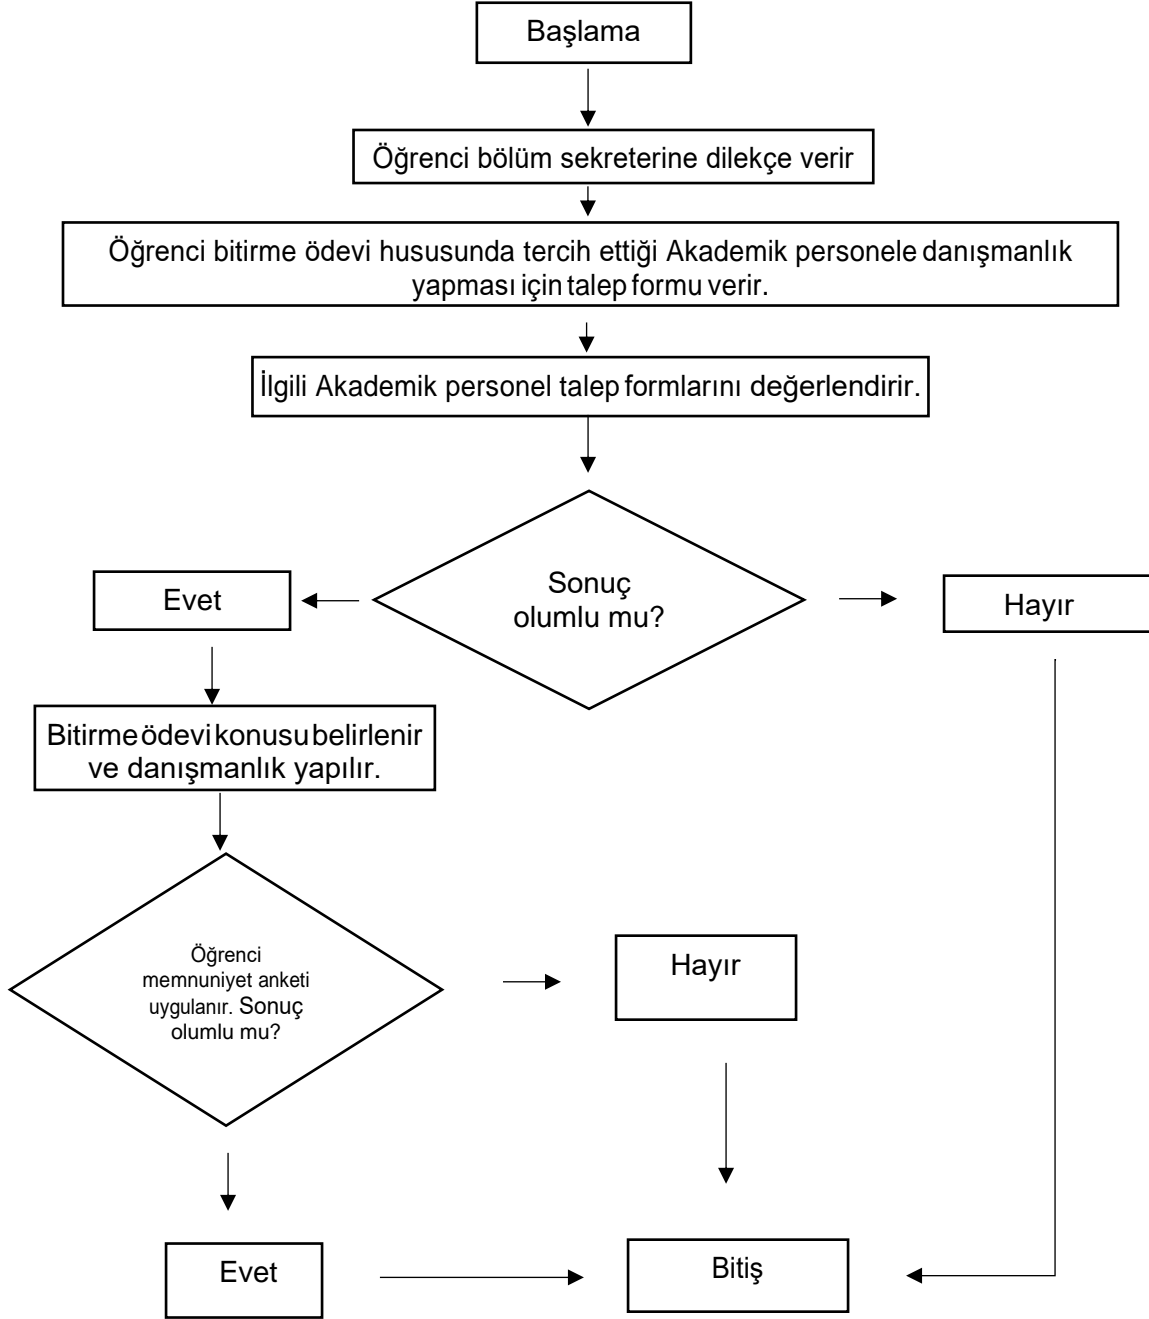 Başlama
Öğrenci bölüm sekreterine dilekçe verir
Öğrenci bitirme ödevi hususunda tercih ettiği Akademik personele danışmanlık
yapması için talep formu verir.
İlgili Akademik personel talep formlarını değerlendirir.
Sonuç
olumlu mu?
Evet
Hayır
Bitirme ödevi konusu belirlenir
ve danışmanlık yapılır.
Öğrenci
memnuniyet anketi
uygulanır. Sonuç
olumlu mu?
Hayır
Evet
Bitiş